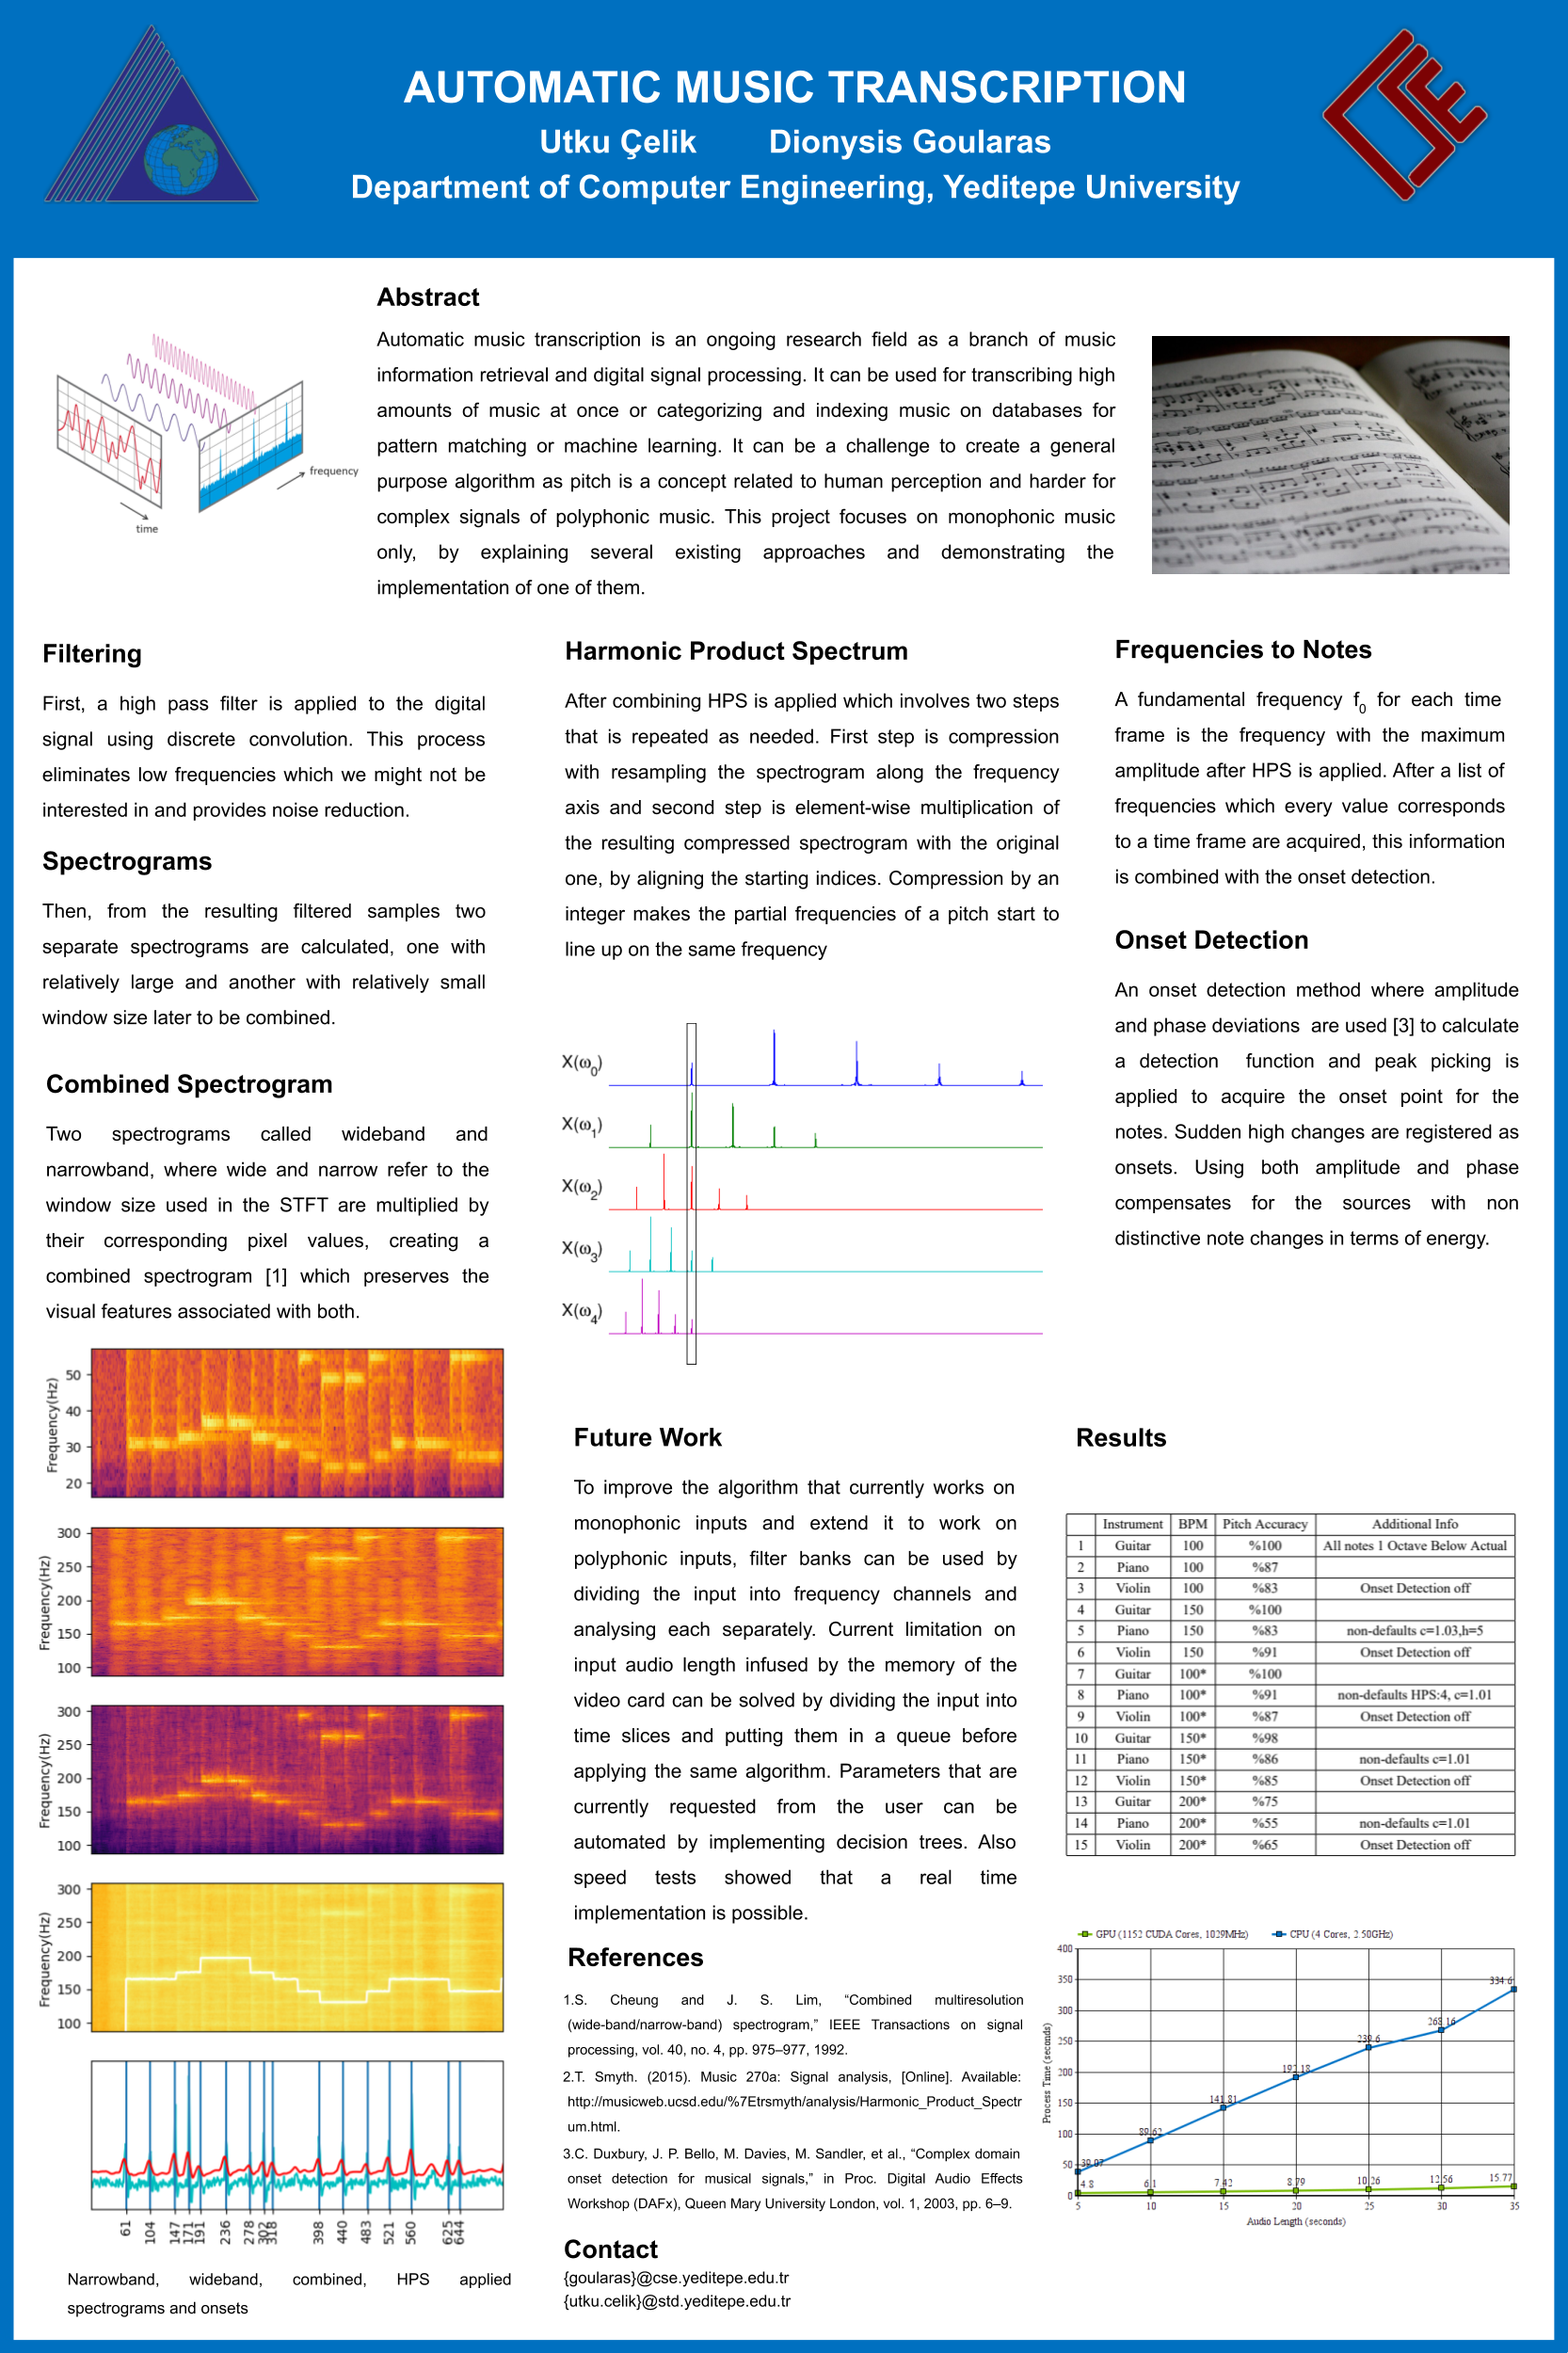 AUTOMATIC MUSIC TRANSCRIPTION
Utku Çelik Dionysis Goularas
Department of Computer Engineering, Yeditepe University
time
frequency
Abstract
Automatic music transcription is an ongoing research field as a branch of music
information retrieval and digital signal processing. It can be used for transcribing high
amounts of music at once or categorizing and indexing music on databases for
pattern matching or machine learning. It can be a challenge to create a general
purpose algorithm as pitch is a concept related to human perception and harder for
complex signals of polyphonic music. This project focuses on monophonic music
only, by explaining several existing approaches and demonstrating the
implementation of one of them.
Filtering
First, a high pass filter is applied to the digital
signal using discrete convolution. This process
eliminates low frequencies which we might not be
interested in and provides noise reduction.
Spectrograms
Then, from the resulting filtered samples two
separate spectrograms are calculated, one with
relatively large and another with relatively small
window size later to be combined.
Combined Spectrogram
Two spectrograms called wideband and
narrowband, where wide and narrow refer to the
window size used in the STFT are multiplied by
their corresponding pixel values, creating a
combined spectrogram [1] which preserves the
visual features associated with both.
Frequency(Hz)
50
40
30
20
Frequency(Hz)
300
250
200
150
100
Frequency(Hz)
300
250
200
150
100
Frequency(Hz)
300
250
200
150
100
61 104 147 171 191 236 278 302 318 398 440 483 521 560 625 644
Narrowband, wideband, combined, HPS applied
spectrograms and onsets
Harmonic Product Spectrum
After combining HPS is applied which involves two steps
that is repeated as needed. First step is compression
with resampling the spectrogram along the frequency
axis and second step is element-wise multiplication of
the resulting compressed spectrogram with the original
one, by aligning the starting indices. Compression by an
integer makes the partial frequencies of a pitch start to
line up on the same frequency
X(ω0)
X(ω1)
X(ω2)
X(ω3)
X(ω4)
Future Work
To improve the algorithm that currently works on
monophonic inputs and extend it to work on
polyphonic inputs, filter banks can be used by
dividing the input into frequency channels and
analysing each separately. Current limitation on
input audio length infused by the memory of the
video card can be solved by dividing the input into
time slices and putting them in a queue before
applying the same algorithm. Parameters that are
currently requested from the user can be
automated by implementing decision trees. Also
speed tests showed that a real time
implementation is possible.
References
1.S. Cheung and J. S. Lim, “Combined multiresolution
(wide-band/narrow-band) spectrogram,” IEEE Transactions on signal
processing, vol. 40, no. 4, pp. 975–977, 1992.
2.T. Smyth. (2015). Music 270a: Signal analysis, [Online]. Available:
http://musicweb.ucsd.edu/%7Etrsmyth/analysis/Harmonic_Product_Spectr
um.html.
3.C. Duxbury, J. P. Bello, M. Davies, M. Sandler, et al., “Complex domain
onset detection for musical signals,” in Proc. Digital Audio Effects
Workshop (DAFx), Queen Mary University London, vol. 1, 2003, pp. 6–9.
Contact
{goularas}@cse.yeditepe.edu.tr
{utku.celik}@std.yeditepe.edu.tr
Frequencies to Notes
A fundamental frequency f0 for each time
frame is the frequency with the maximum
amplitude after HPS is applied. After a list of
frequencies which every value corresponds
to a time frame are acquired, this information
is combined with the onset detection.
Onset Detection
An onset detection method where amplitude
and phase deviations are used [3] to calculate
a detection function and peak picking is
applied to acquire the onset point for the
notes. Sudden high changes are registered as
onsets. Using both amplitude and phase
compensates for the sources with non
distinctive note changes in terms of energy.
Results
Instrument BPM Pitch Accuracy Additional Info
1 Guitar 100 %100 All notes 1 Octave Below Actual
2 Piano 100 %87
3 Violin 100 %83 Onset Detection off
4 Guitar 150 %100
5 Piano 150 %83 non-defaults c=1.03,h=5
6 Violin 150 %91 Onset Detection off
7 Guitar 100* %100
8 Piano 100* %91 non-defaults HPS:4, c=1.01
9 Violin 100* %87 Onset Detection off
10 Guitar 150* %98
11 Piano 150* %86 non-defaults c=1.01
12 Violin 150* %85 Onset Detection off
13 Guitar 200* %75
14 Piano 200* %55 non-defaults c=1.01
15 Violin 200* %65 Onset Detection off
GPU (1152 CUDA Cores, 1029MHz) CPU (4 Cores, 2.50GHz)
Process Time (seconds)
400
350
300
250
200
150
100
50
0
39.07 89.62 141.81 192.18 239.6 268.16 334.6
4.8 6.1 7.42 8.79 10.26 12.56 15.77
5 10 15 20 25 30 35
Audio Length (seconds)